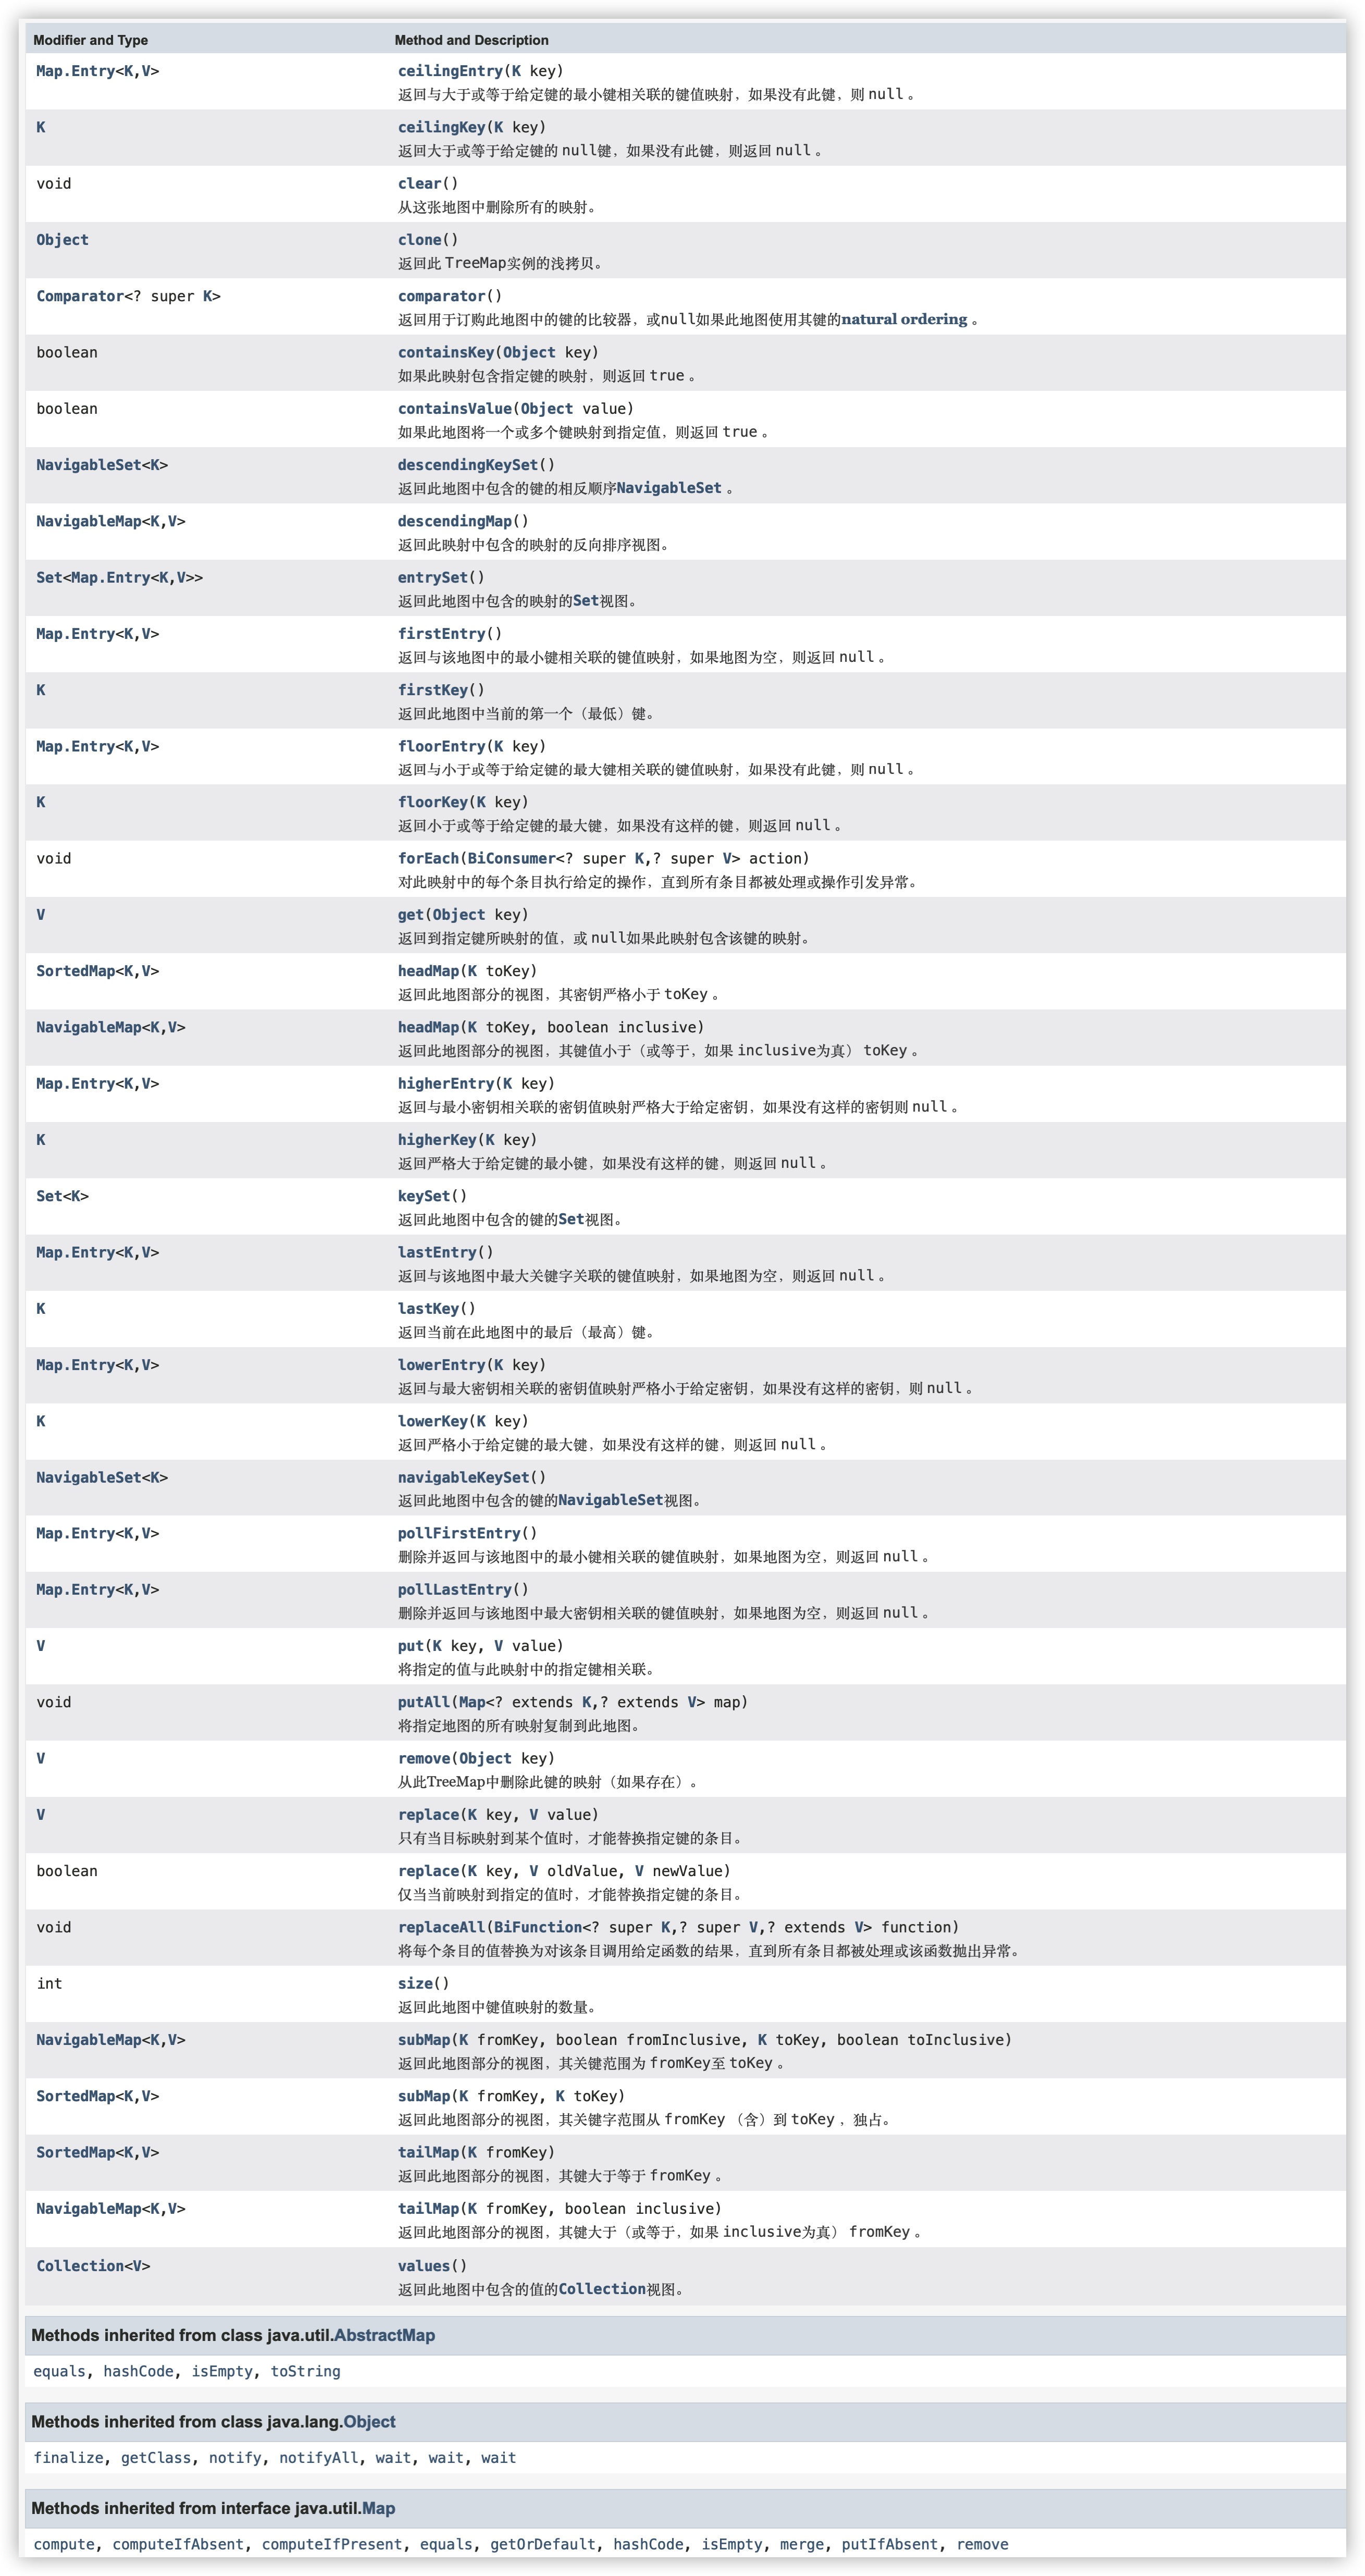 Modifier and Type Method and Description
Map.Entry<K,V> ceilingEntry(K key)
返回与大于或等于给定键的最小键相关联的键值映射，如果没有此键，则 null 。
K ceilingKey(K key)
返回大于或等于给定键的 null键，如果没有此键，则返回 null 。
void clear()
从这张地图中删除所有的映射。
Object clone()
返回此 TreeMap实例的浅拷贝。
Comparator<? super K> comparator()
返回用于订购此地图中的键的比较器，或null如果此地图使用其键的natural ordering 。
boolean containsKey(Object key)
如果此映射包含指定键的映射，则返回 true 。
boolean containsValue(Object value)
如果此地图将一个或多个键映射到指定值，则返回 true 。
NavigableSet<K> descendingKeySet()
返回此地图中包含的键的相反顺序NavigableSet 。
NavigableMap<K,V> descendingMap()
返回此映射中包含的映射的反向排序视图。
Set<Map.Entry<K,V>> entrySet()
返回此地图中包含的映射的Set视图。
Map.Entry<K,V> firstEntry()
返回与该地图中的最小键相关联的键值映射，如果地图为空，则返回 null 。
K firstKey()
返回此地图中当前的第一个（最低）键。
Map.Entry<K,V> floorEntry(K key)
返回与小于或等于给定键的最大键相关联的键值映射，如果没有此键，则 null 。
K floorKey(K key)
返回小于或等于给定键的最大键，如果没有这样的键，则返回 null 。
void forEach(BiConsumer<? super K,? super V> action)
对此映射中的每个条目执行给定的操作，直到所有条目都被处理或操作引发异常。
V get(Object key)
返回到指定键所映射的值，或 null如果此映射包含该键的映射。
SortedMap<K,V> headMap(K toKey)
返回此地图部分的视图，其密钥严格小于 toKey 。
NavigableMap<K,V> headMap(K toKey, boolean inclusive)
返回此地图部分的视图，其键值小于（或等于，如果 inclusive为真） toKey 。
Map.Entry<K,V> higherEntry(K key)
返回与最小密钥相关联的密钥值映射严格大于给定密钥，如果没有这样的密钥则 null 。
K higherKey(K key)
返回严格大于给定键的最小键，如果没有这样的键，则返回 null 。
Set<K> keySet()
返回此地图中包含的键的Set视图。
Map.Entry<K,V> lastEntry()
返回与该地图中最大关键字关联的键值映射，如果地图为空，则返回 null 。
K lastKey()
返回当前在此地图中的最后（最高）键。
Map.Entry<K,V> lowerEntry(K key)
返回与最大密钥相关联的密钥值映射严格小于给定密钥，如果没有这样的密钥，则 null 。
K lowerKey(K key)
返回严格小于给定键的最大键，如果没有这样的键，则返回 null 。
NavigableSet<K> navigableKeySet()
返回此地图中包含的键的NavigableSet视图。
Map.Entry<K,V> pollFirstEntry()
删除并返回与该地图中的最小键相关联的键值映射，如果地图为空，则返回 null 。
Map.Entry<K,V> pollLastEntry()
删除并返回与该地图中最大密钥相关联的键值映射，如果地图为空，则返回 null 。
V put(K key, V value)
将指定的值与此映射中的指定键相关联。
void putAll(Map<? extends K,? extends V> map)
将指定地图的所有映射复制到此地图。
V remove(Object key)
从此TreeMap中删除此键的映射（如果存在）。
V replace(K key, V value)
只有当目标映射到某个值时，才能替换指定键的条目。
boolean replace(K key, V oldValue, V newValue)
仅当当前映射到指定的值时，才能替换指定键的条目。
void replaceAll(BiFunction<? super K,? super V,? extends V> function)
将每个条目的值替换为对该条目调用给定函数的结果，直到所有条目都被处理或该函数抛出异常。
int size()
返回此地图中键值映射的数量。
NavigableMap<K,V> subMap(K fromKey, boolean fromInclusive, K toKey, boolean toInclusive)
返回此地图部分的视图，其关键范围为 fromKey至 toKey 。
SortedMap<K,V> subMap(K fromKey, K toKey)
返回此地图部分的视图，其关键字范围从 fromKey （含）到 toKey ，独占。
SortedMap<K,V> tailMap(K fromKey)
返回此地图部分的视图，其键大于等于 fromKey 。
NavigableMap<K,V> tailMap(K fromKey, boolean inclusive)
返回此地图部分的视图，其键大于（或等于，如果 inclusive为真） fromKey 。
Collection<V> values()
返回此地图中包含的值的Collection视图。
Methods inherited from class java.util.AbstractMap
equals, hashCode, isEmpty, toString
Methods inherited from class java.lang.Object
finalize, getClass, notify, notifyAll, wait, wait, wait
Methods inherited from interface java.util.Map
compute, computeIfAbsent, computeIfPresent, equals, getOrDefault, hashCode, isEmpty, merge, putIfAbsent, remove